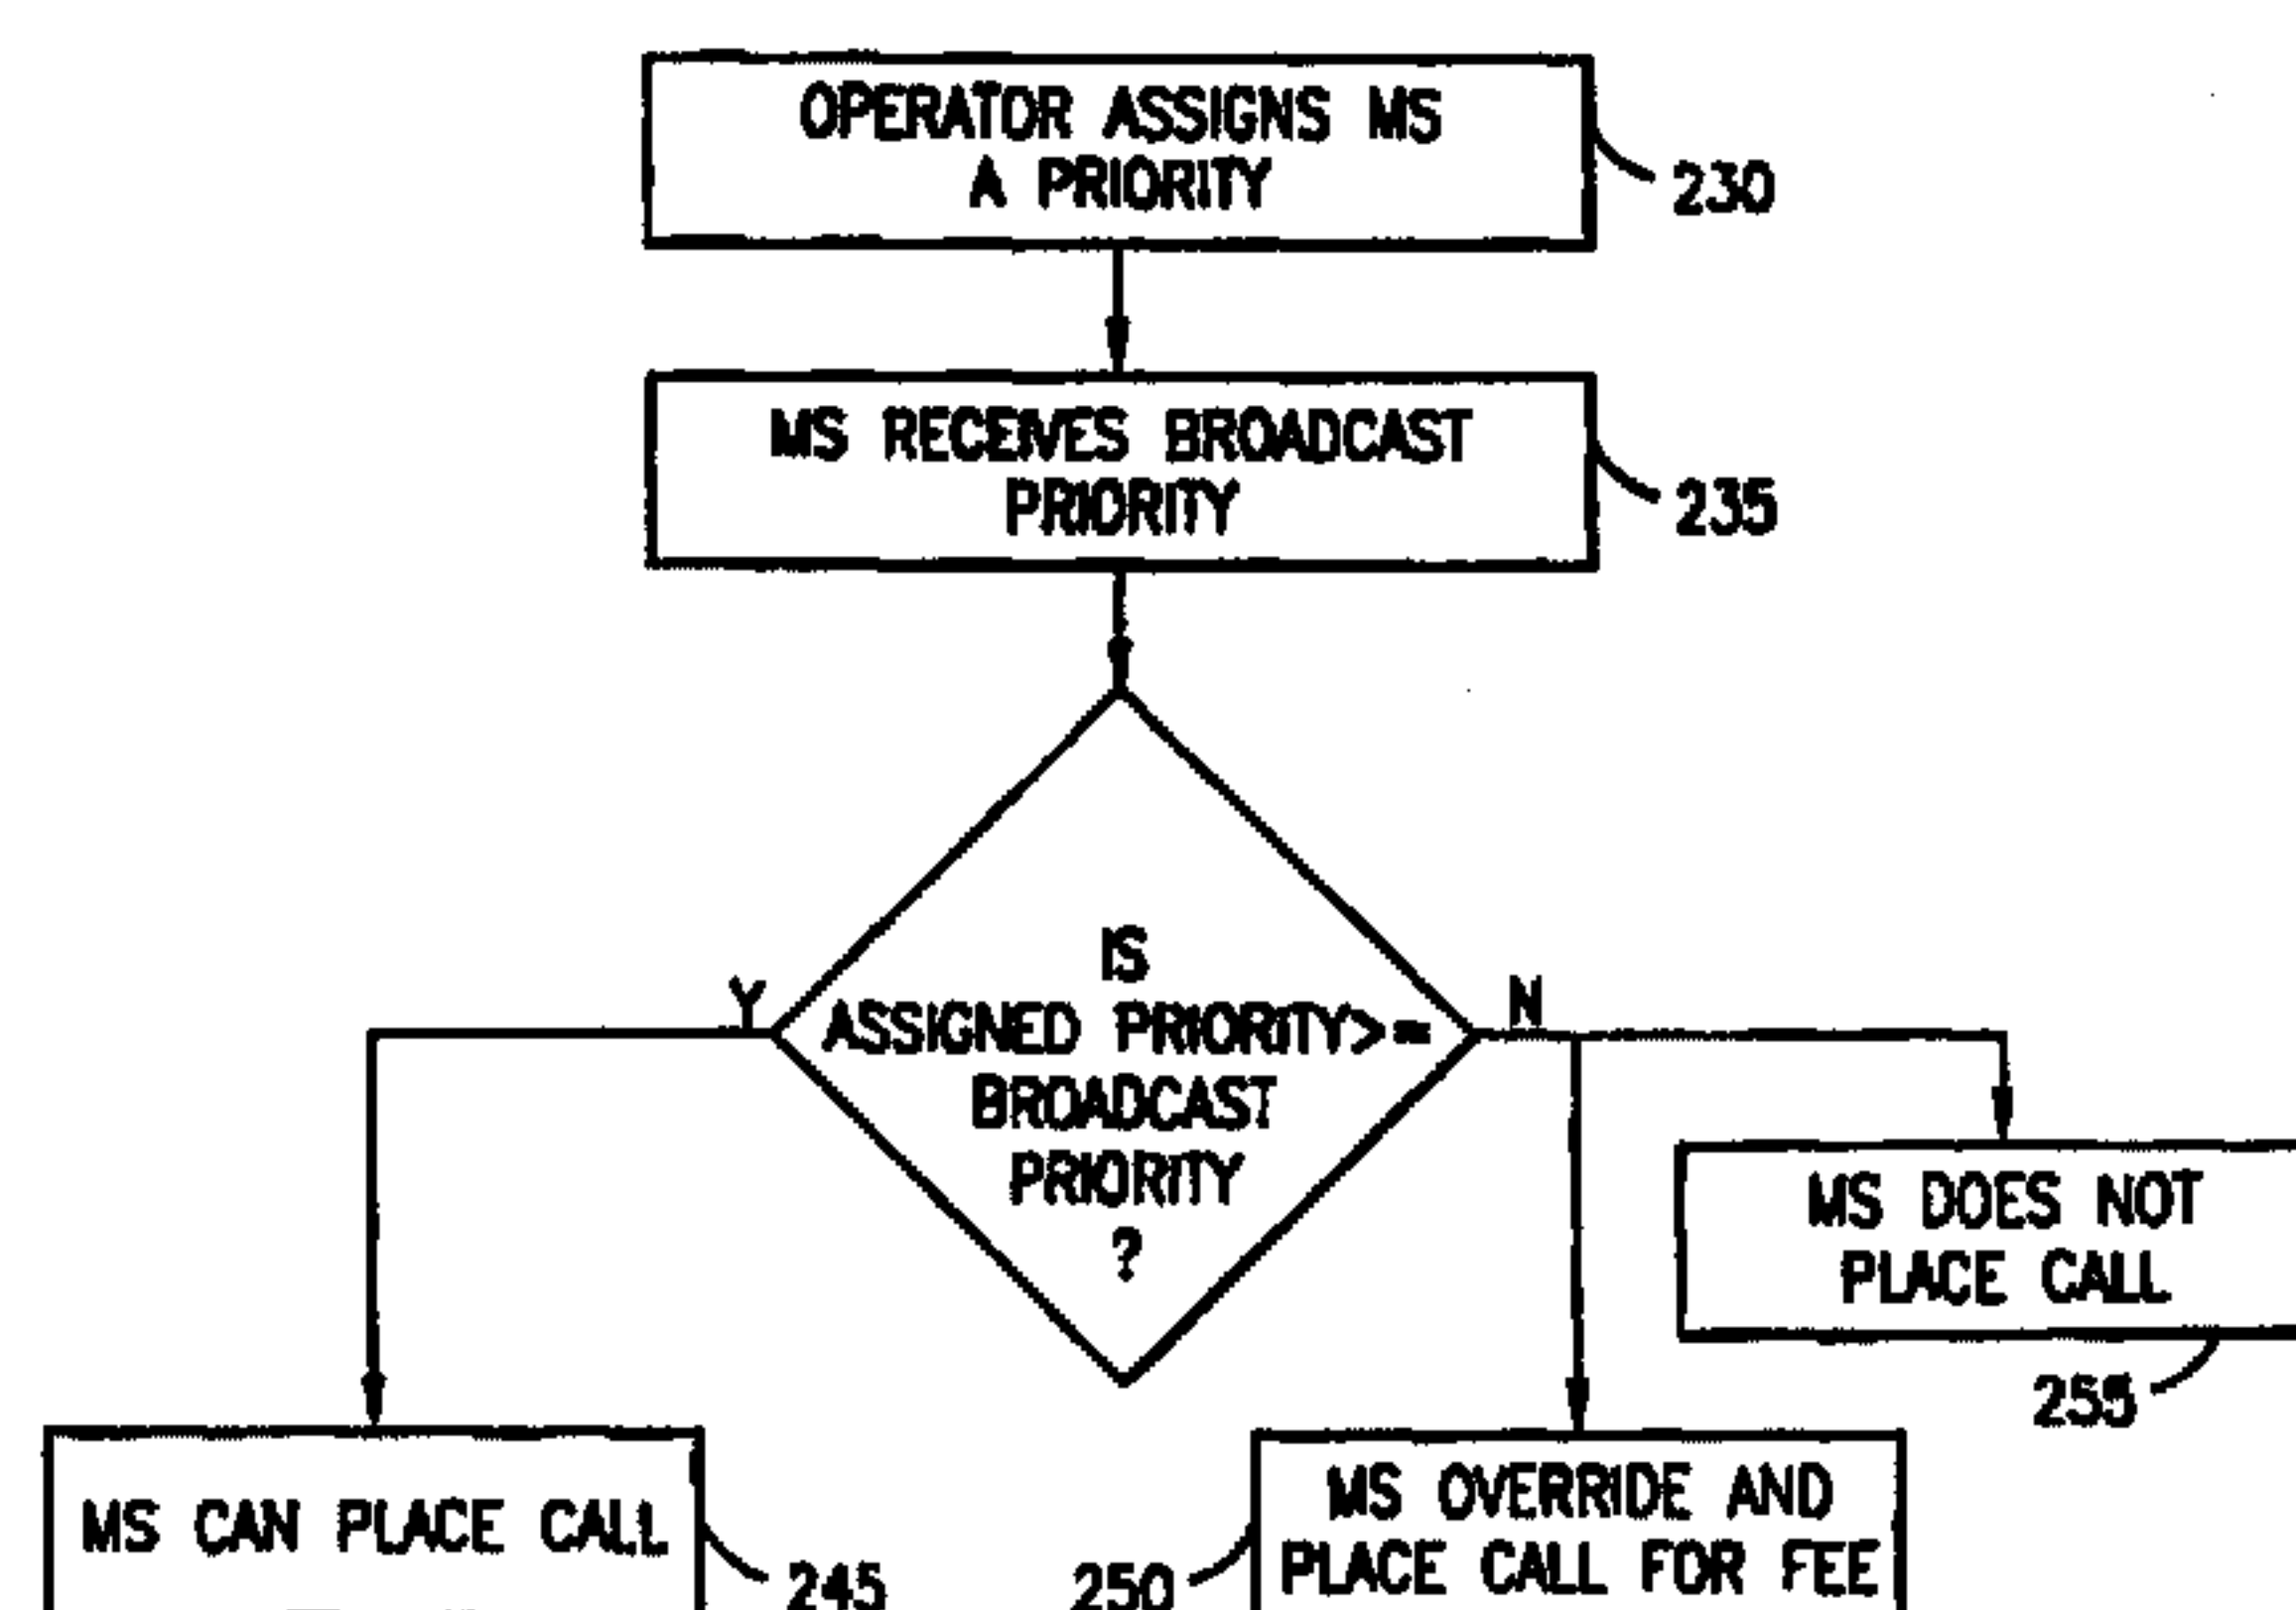 OPERATOR ASSIGNS MS
A PRIORITY
230
MS RECEIVES BROADCAST
PRIORITY
235
IS
ASSIGNED PRIORITY>=
BROADCAST
PRIORITY
?
Y
N
MS DOES NOT
PLACE CALL
255
MS CAN PLACE CALL
245
MS OVERRIDE AND
PLACE CALL FOR FEE
250